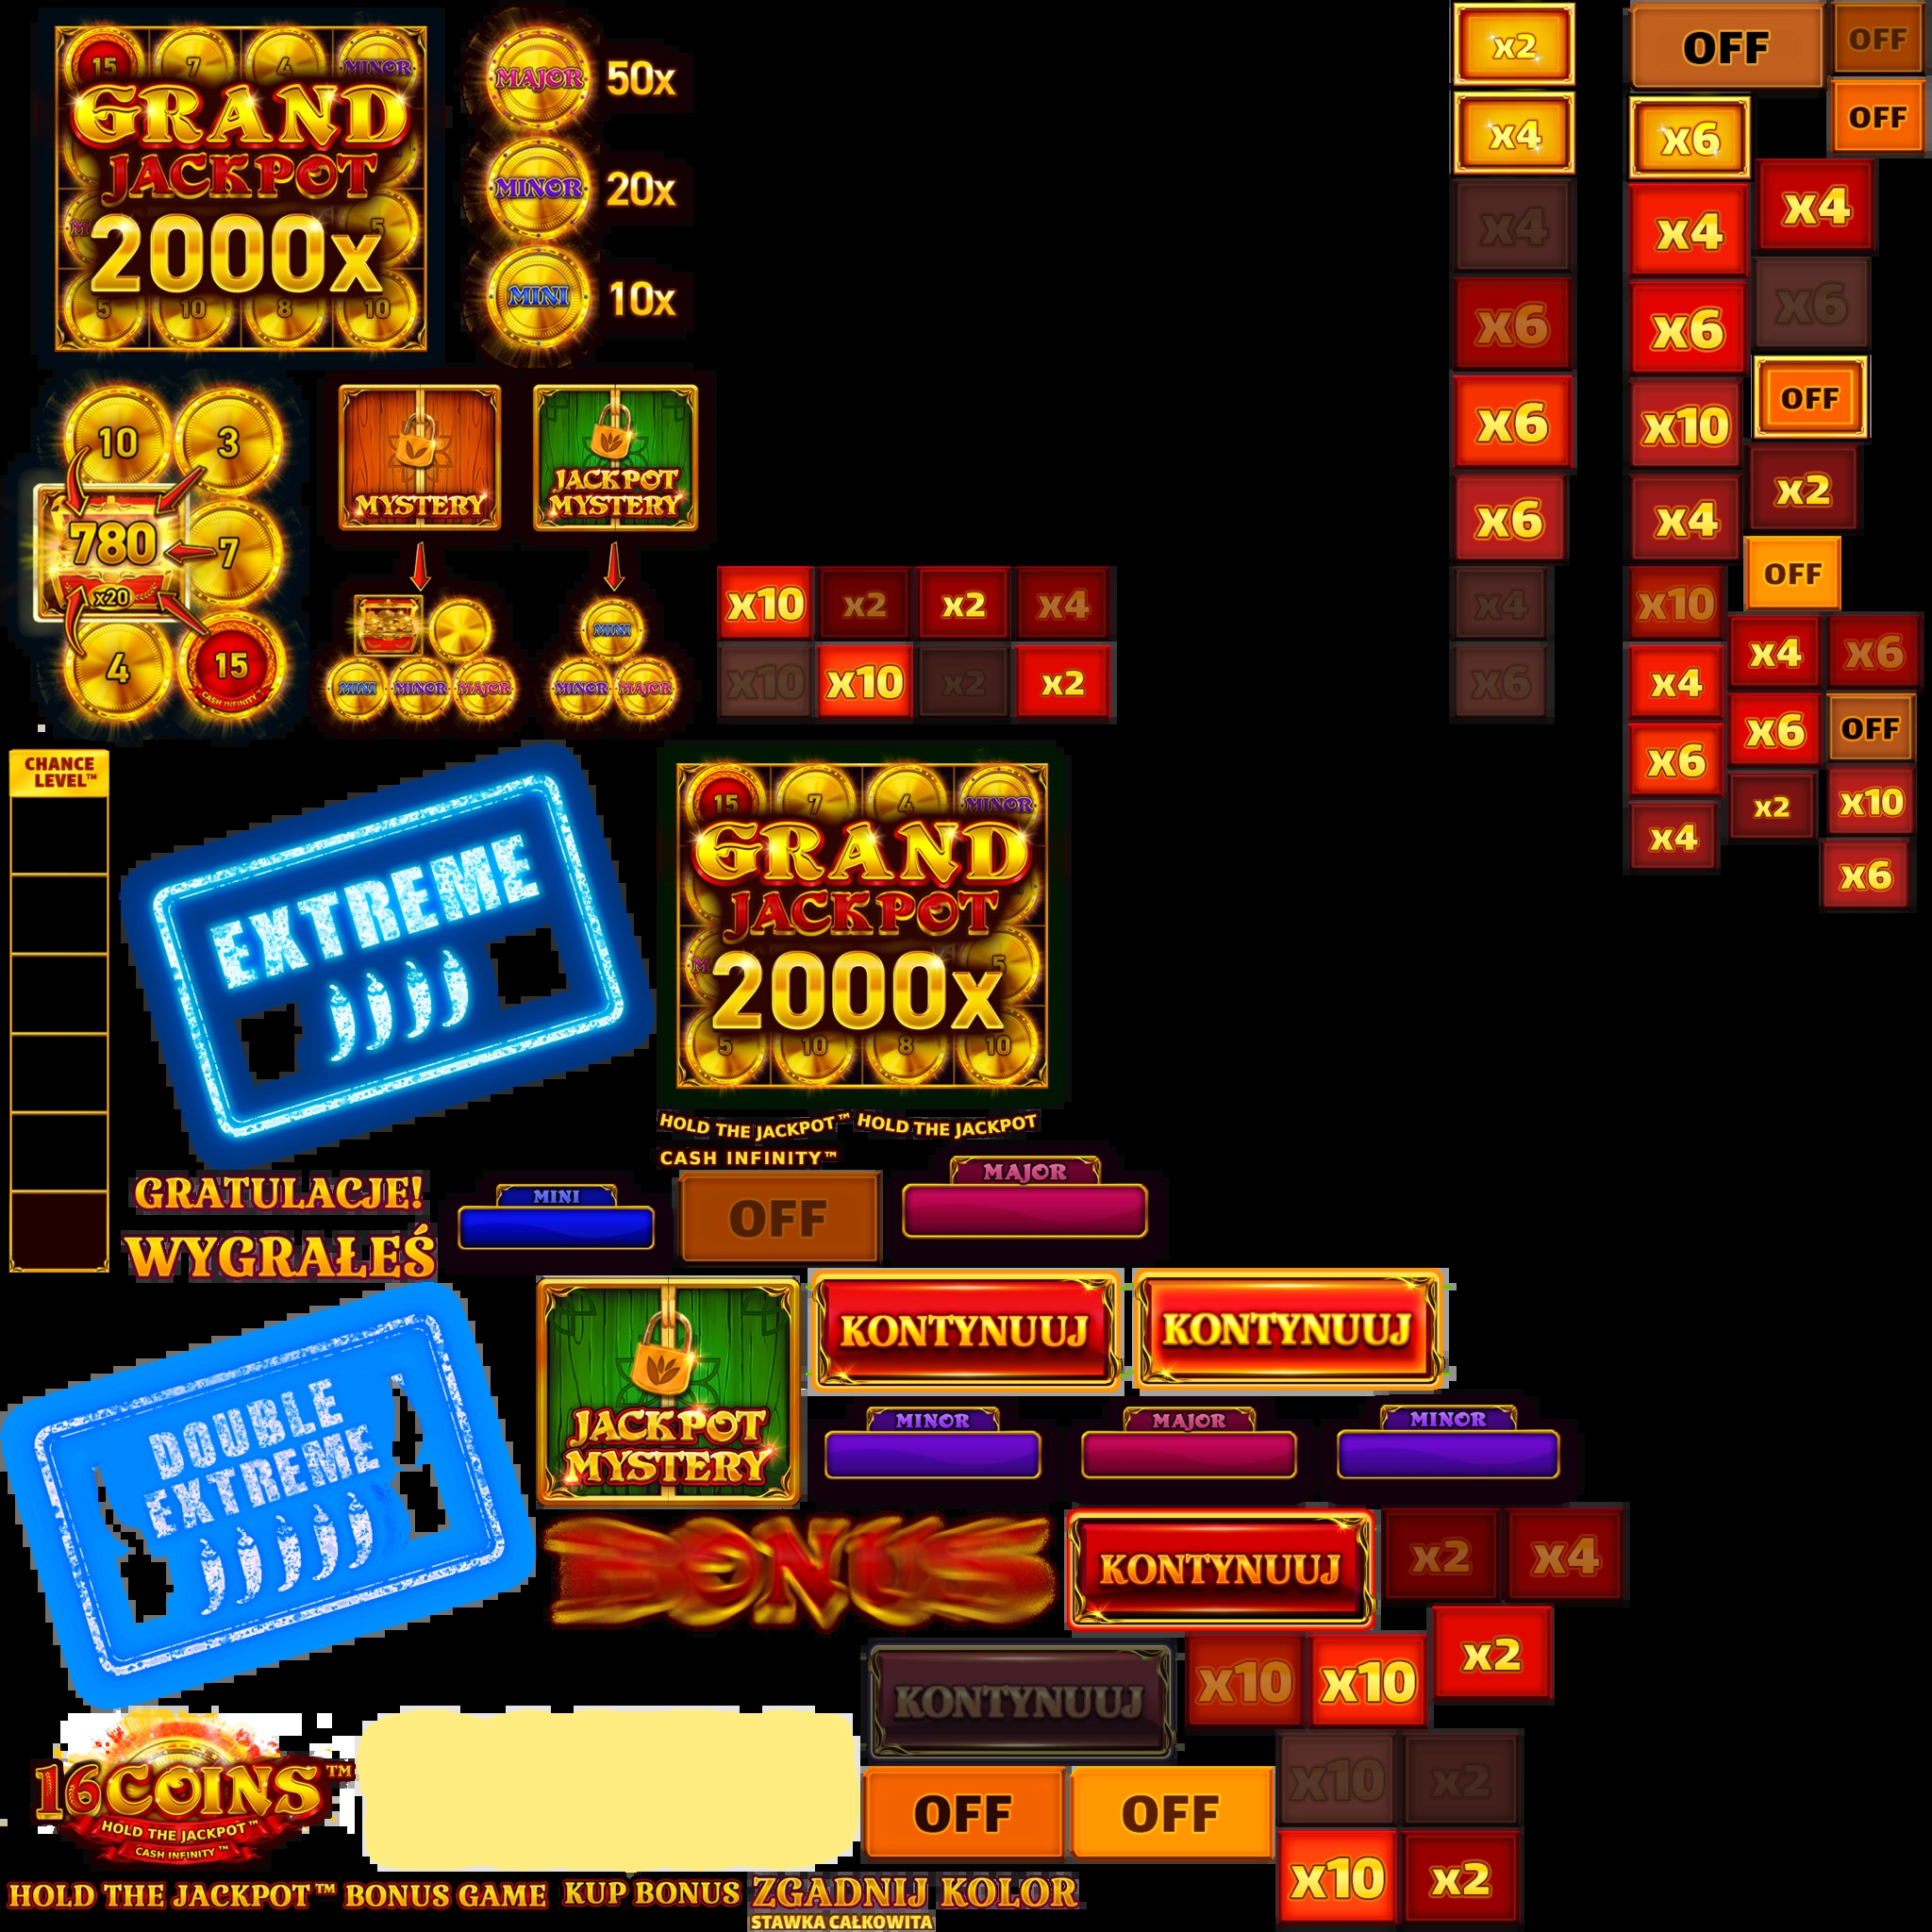 15 7 4 MINOR
GRAND
JACKPOT
2000x
5
5 10 8 10
MAJOR 50x
MINOR 20x
MINI 10x
10 3
780 7
x20
4 15
CASH INFINITY™
MYSTERY
JACKPOT
MYSTERY
MINI MINOR MAJOR
MINI
MINOR MAJOR
x10 x2 x2 x4
x10 x10 x2 x2
x2
x4
x4
x6
x6
x6
x4
x6
OFF OFF
OFF
x6
x4 x4
x6 x6
OFF
x10
x2
x4
OFF
x10
x4 x6
x4
x6 OFF
x6
x2 x10
x4
x6
CHANCE
LEVEL™
EXTREME
15 7 4 MINOR
GRAND
JACKPOT
2000x
5
5 10 8 10
HOLD THE JACKPOT™ HOLD THE JACKPOT
CASH INFINITY™
GRATULACJE!
WYGRAŁEŚ
MINI
OFF
MAJOR
DOUBLE
EXTREME
JACKPOT
MYSTERY
KONTYNUUJ KONTYNUUJ
MINOR MAJOR MINOR
BONUS
KONTYNUUJ
x2 x4
x2
KONTYNUUJ
x10 x10
x10 x2
OFF OFF
x10 x2
16 COINS™
HOLD THE JACKPOT™
CASH INFINITY™
HOLD THE JACKPOT™ BONUS GAME KUP BONUS ZGADNIJ KOLOR
STAWKA CAŁKOWITA